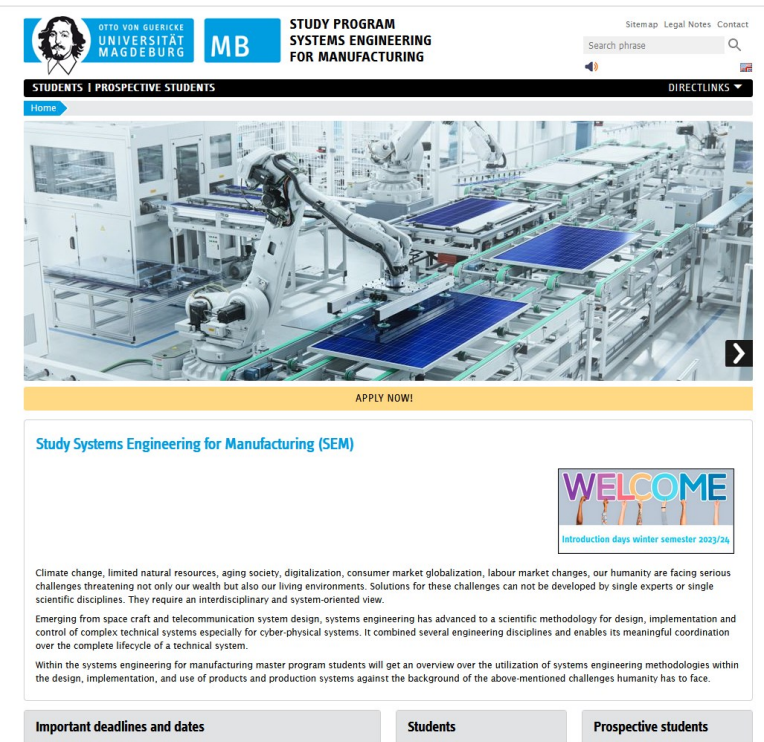 OTTO VON GUERICKE
UNIVERSITÄT
MAGDEBURG
MB
STUDY PROGRAM
SYSTEMS ENGINEERING
FOR MANUFACTURING
Sitemap Legal Notes Contact
Search phrase
STUDENTS | PROSPECTIVE STUDENTS
DIRECTLINKS
Home
APPLY NOW!
Study Systems Engineering for Manufacturing (SEM)
WELCOME
Introduction days winter semester 2023/24
Climate change, limited natural resources, aging society, digitalization, consumer market globalization, labour market changes, our humanity are facing serious
challenges threatening not only our wealth but also our living environments. Solutions for these challenges can not be developed by single experts or single
scientific disciplines. They require an interdisciplinary and system-oriented view.
Emerging from space craft and telecommunication system design, systems engineering has advanced to a scientific methodology for design, implementation and
control of complex technical systems especially for cyber-physical systems. It combined several engineering disciplines and enables its meaningful coordination
over the complete lifecycle of a technical system.
Within the systems engineering for manufacturing master program students will get an overview over the utilization of systems engineering methodologies within
the design, implementation, and use of products and production systems against the background of the above-mentioned challenges humanity has to face.
Important deadlines and dates
Students
Prospective students